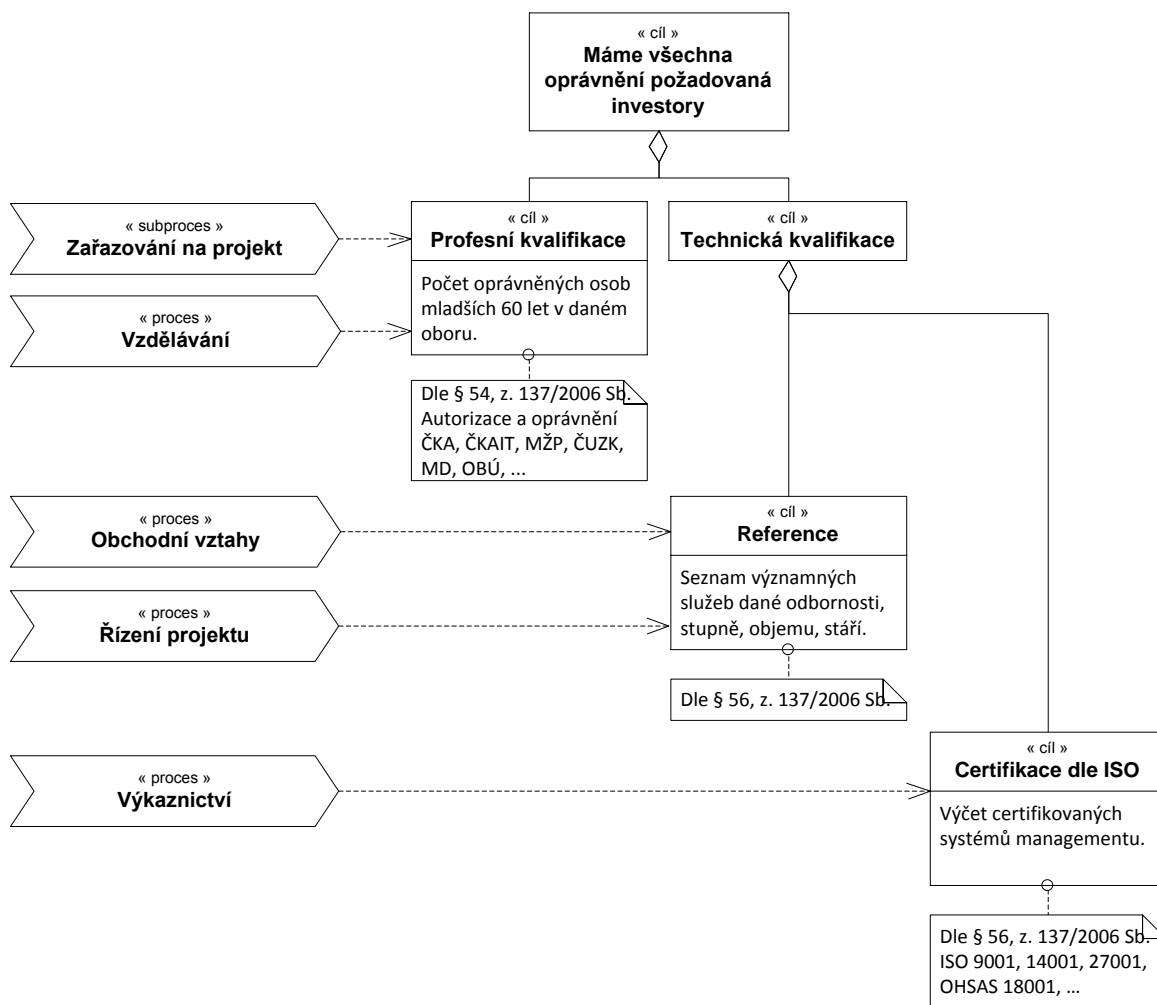 « cíl »
Máme všechna
oprávnění požadovaná
investory
« subproces »
Zařazování na projekt
« cíl »
Profesní kvalifikace
« cíl »
Technická kvalifikace
Počet oprávněných osob
mladších 60 let v daném
oboru.
« proces »
Vzdělávání
Dle § 54, z. 137/2006 Sb.
Autorizace a oprávnění
ČKA, ČKAIT, MŽP, ČUZK,
MD, OBÚ, ...
« proces »
Obchodní vztahy
« cíl »
Reference
Seznam významných
služeb dané odbornosti,
stupně, objemu, stáří.
« proces »
Řízení projektu
Dle § 56, z. 137/2006 Sb.
« proces »
Výkaznictví
« cíl »
Certifikace dle ISO
Výčet certifikovaných
systémů managementu.
Dle § 56, z. 137/2006 Sb.
ISO 9001, 14001, 27001,
OHSAS 18001, ...